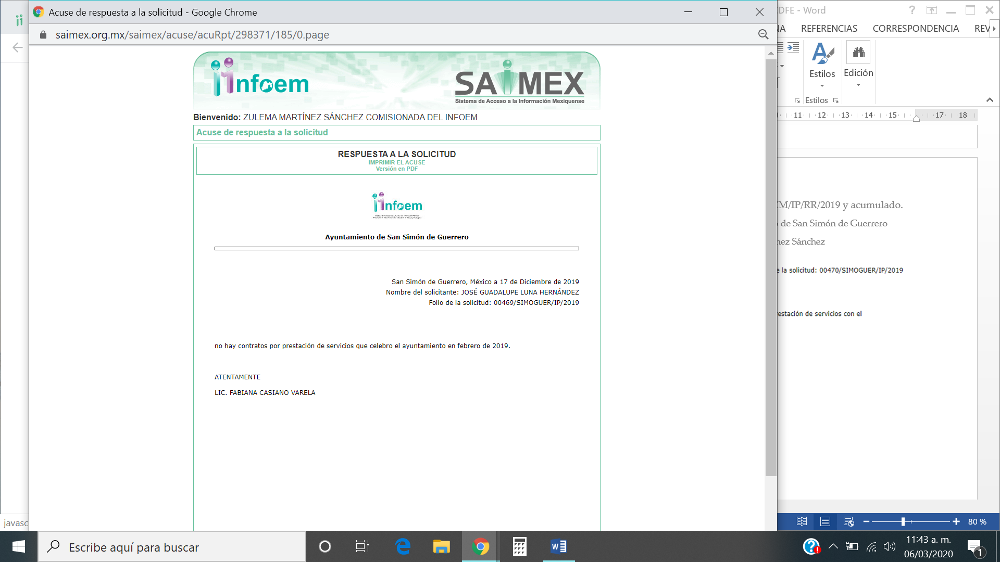 Acuse de respuesta a la solicitud - Google Chrome
saimex.org.mx/saimex/acuse/acuRpt/298371/185/0.page
infoem
SAIMEX
Sistema de Acceso a la Información Mexiquense
Bienvenido: ZULEMA MARTÍNEZ SÁNCHEZ COMISIONADA DEL INFOEM
Acuse de respuesta a la solicitud
RESPUESTA A LA SOLICITUD
IMPRIMIR EL ACUSE
Versión en PDF
infoem
Ayuntamiento de San Simón de Guerrero
San Simón de Guerrero, México a 17 de Diciembre de 2019
Nombre del solicitante: JOSÉ GUADALUPE LUNA HERNÁNDEZ
Folio de la solicitud: 00469/SIMOGUER/IP/2019
no hay contratos por prestación de servicios que celebro el ayuntamiento en febrero de 2019.
ATENTAMENTE
LIC. FABIANA CASIANO VARELA
DFE - Word
NA REFERENCIAS CORRESPONDENCIA REV
Estilos
Edición
Estilos
11 12 13 14 15 17 18
EM/IP/RR/2019 y acumulado.
de San Simón de Guerrero
nez Sánchez
e la solicitud: 00470/SIMOGUER/IP/2019
restación de servicios con el
80 %
javasc
Escribe aquí para buscar
11:43 a. m.
06/03/2020
1